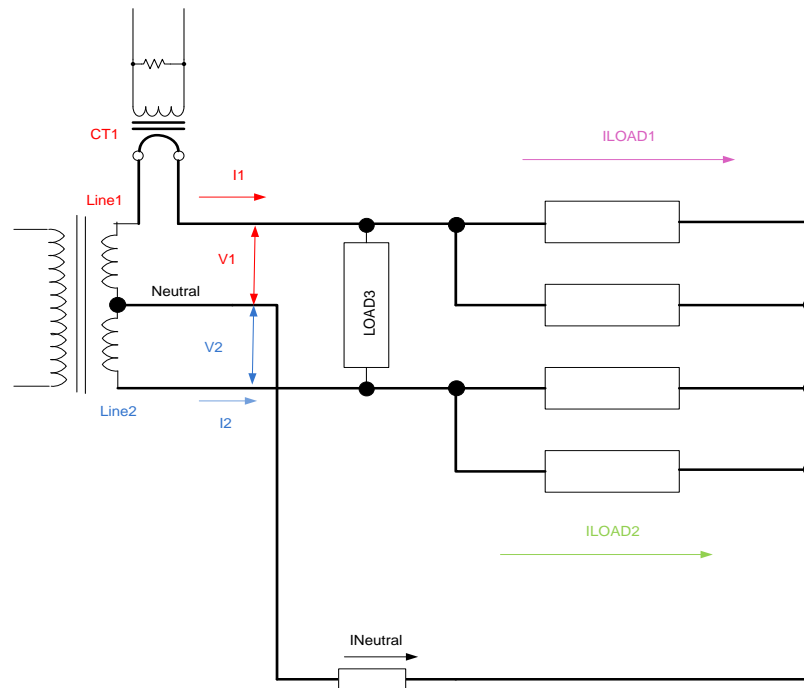 CT1
ILOAD1
I1
Line1
V1
Neutral
LOAD3
V2
Line2
I2
ILOAD2
INeutral